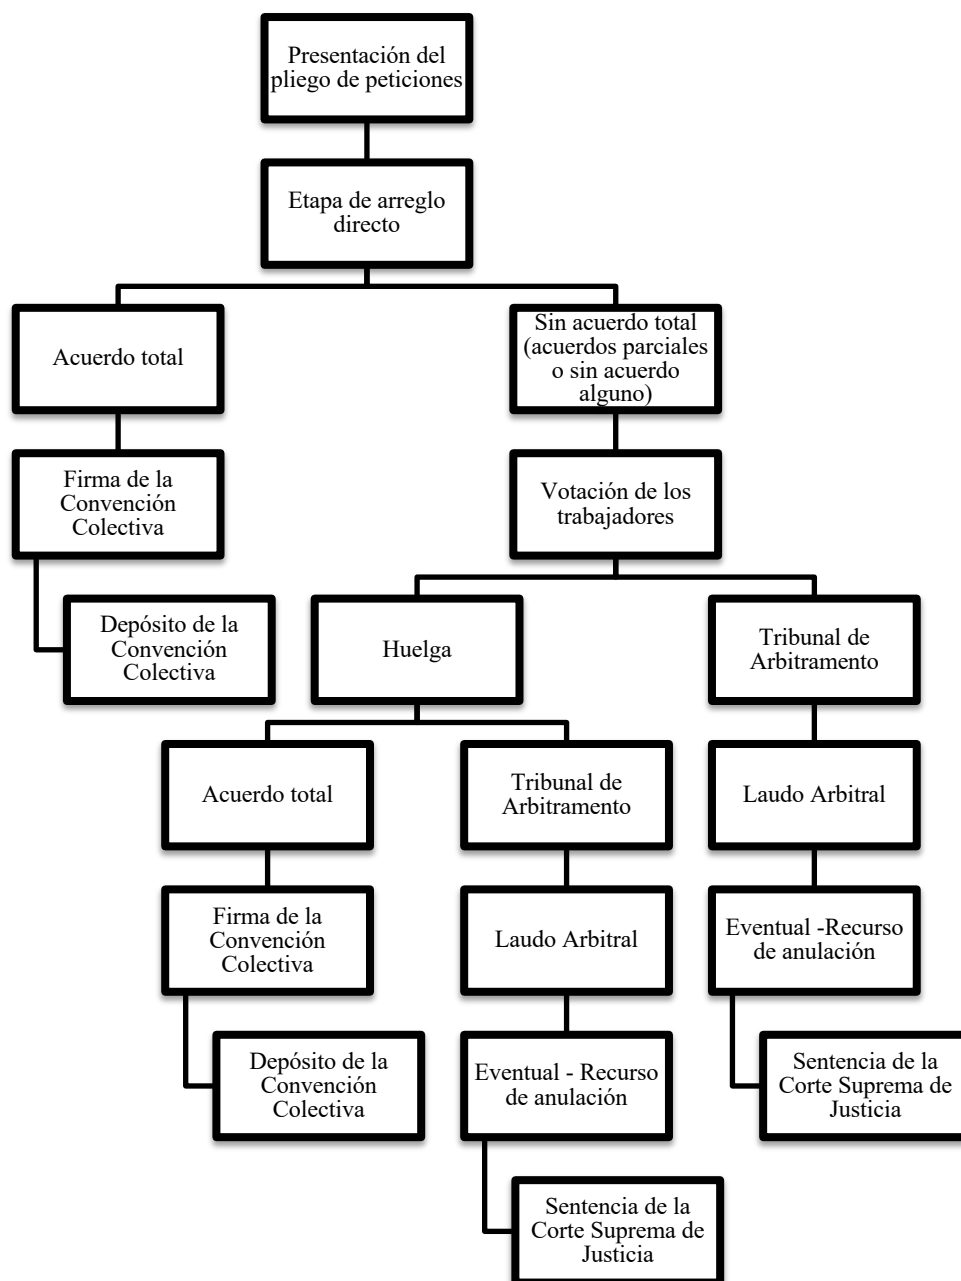 Presentación del
pliego de peticiones
Etapa de arreglo
directo
Acuerdo total
Sin acuerdo total
(acuerdos parciales
o sin acuerdo
alguno)
Firma de la
Convención
Colectiva
Votación de los
trabajadores
Depósito de la
Convención
Colectiva
Huelga
Tribunal de
Arbitramento
Acuerdo total
Tribunal de
Arbitramento
Laudo Arbitral
Firma de la
Convención
Colectiva
Laudo Arbitral
Eventual -Recurso
de anulación
Depósito de la
Convención
Colectiva
Eventual - Recurso
de anulación
Sentencia de la
Corte Suprema de
Justicia
Sentencia de la
Corte Suprema de
Justicia